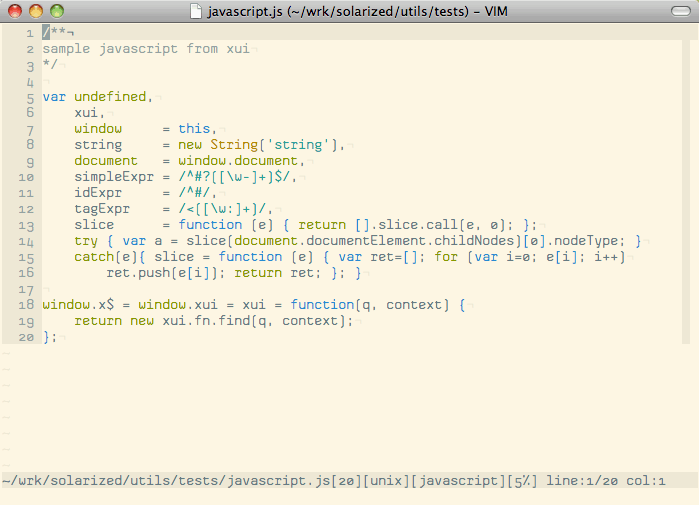 javascript.js (~/wrk/solarized/utils/tests) – VIM
1 /**¬
2 sample javascript from xui¬
3 */¬
4 ¬
5 var undefined,¬
6     xui,¬
7     window     = this,¬
8     string     = new String('string'),¬
9     document   = window.document,¬
10     simpleExpr = /^#?([\w-]+)$/,¬
11     idExpr     = /^#/,¬
12     tagExpr    = /<([\w:]+)/,¬
13     slice      = function (e) { return [].slice.call(e, 0); };¬
14     try { var a = slice(document.documentElement.childNodes)[0].nodeType; }¬
15     catch(e){ slice = function (e) { var ret=[]; for (var i=0; e[i]; i++)¬
16         ret.push(e[i]); return ret; }; }¬
17 ¬
18 window.x$ = window.xui = xui = function(q, context) {¬
19     return new xui.fn.find(q, context);¬
20 };¬
~
~
~
~
~
~
~
~
~/wrk/solarized/utils/tests/javascript.js[20][unix][javascript][5%] line:1/20 col:1